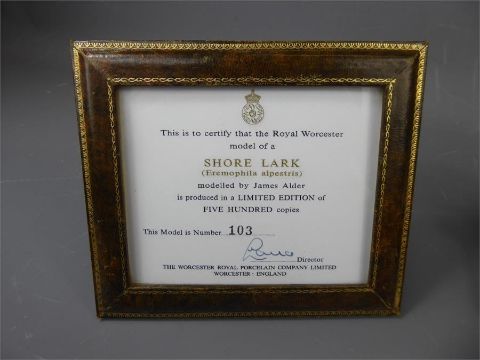 This is to certify that the Royal Worcester
model of a
SHORE LARK
(Eremophila alpestris)
modelled by James Alder
is produced in a LIMITED EDITION of
FIVE HUNDRED copies
This Model is Number 103
Director
THE WORCESTER ROYAL PORCELAIN COMPANY LIMITED
WORCESTER · ENGLAND